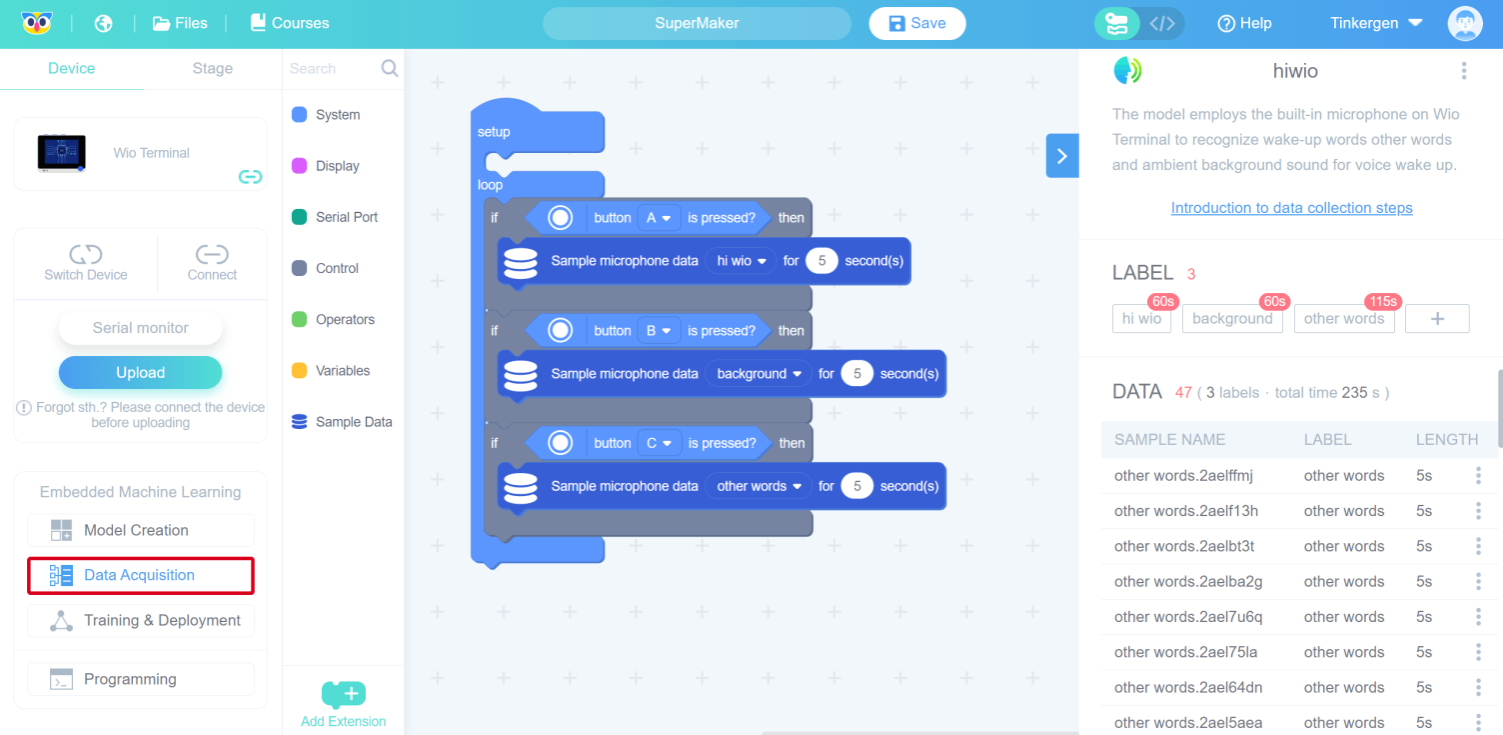 Files
Courses
SuperMaker
Save
</>
Help
Tinkergen
Device
Stage
Wio Terminal
Switch Device
Connect
Serial monitor
Upload
Forgot sth.? Please connect the device
before uploading
Embedded Machine Learning
Model Creation
Data Acquisition
Training & Deployment
Programming
Search
System
Display
Serial Port
Control
Operators
Variables
Sample Data
Add Extension
setup
loop
if button A is pressed? then
Sample microphone data hi wio for 5 second(s)
if button B is pressed? then
Sample microphone data background for 5 second(s)
if button C is pressed? then
Sample microphone data other words for 5 second(s)
hiwio
The model employs the built-in microphone on Wio
Terminal to recognize wake-up words other words
and ambient background sound for voice wake up.
Introduction to data collection steps
LABEL 3
60s 60s 115s
hi wio background other words +
DATA 47 ( 3 labels · total time 235 s )
SAMPLE NAME LABEL LENGTH
other words.2aelffmj other words 5s
other words.2aelf13h other words 5s
other words.2aelbt3t other words 5s
other words.2aelba2g other words 5s
other words.2ael7u6q other words 5s
other words.2ael75la other words 5s
other words.2ael64dn other words 5s
other words.2ael5aea other words 5s